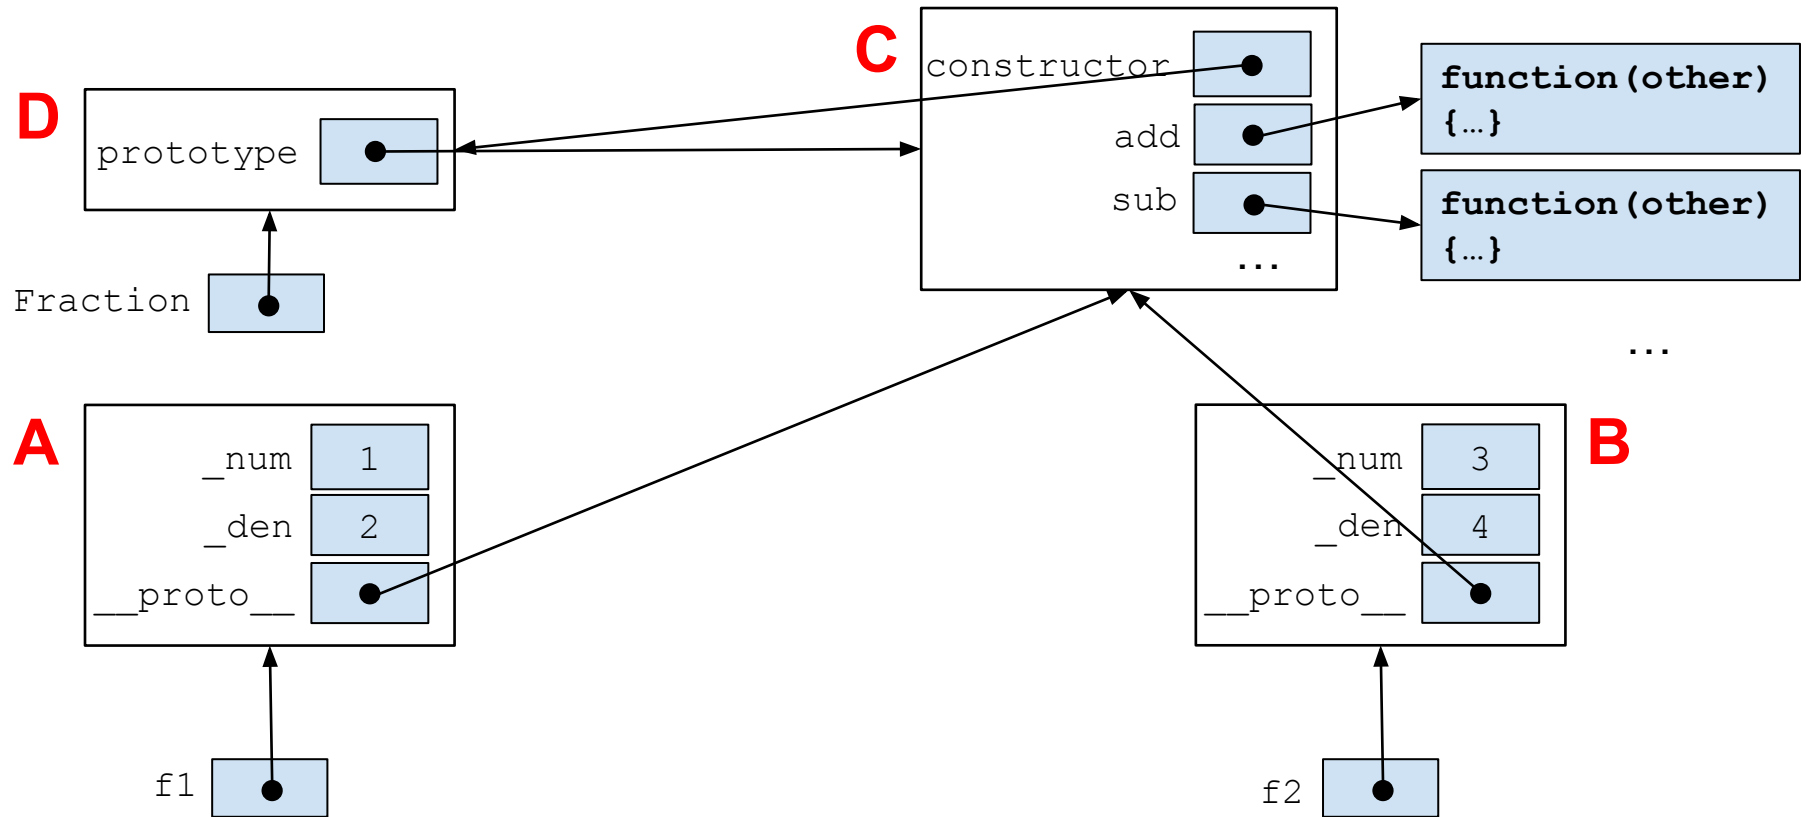 C
constructor
function(other)
{…}
D
add
prototype
sub
function(other)
{…}
...
Fraction
...
A
_num 1
_den 2
__proto__
B
_num 3
_den 4
__proto__
f1
f2